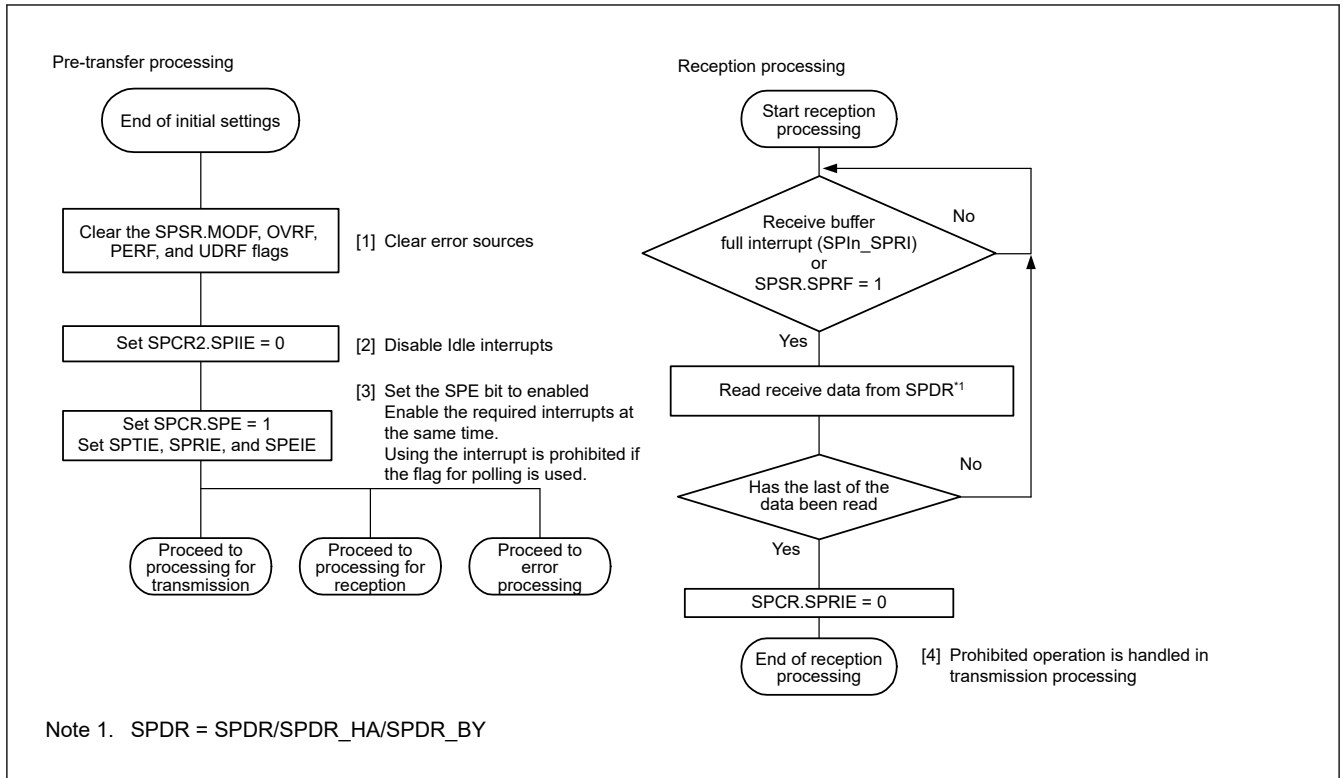 Pre-transfer processing
End of initial settings
Clear the SPSR.MODF, OVRF,
PERF, and UDRF flags
[1] Clear error sources
Set SPCR2.SPIIE = 0
[2] Disable Idle interrupts
Set SPCR.SPE = 1
Set SPTIE, SPRIE, and SPEIE
[3] Set the SPE bit to enabled
Enable the required interrupts at
the same time.
Using the interrupt is prohibited if
the flag for polling is used.
Proceed to
processing for
transmission
Proceed to
processing for
reception
Proceed to
error
processing
Reception processing
Start reception
processing
Receive buffer
full interrupt (SPIn_SPRI)
or
SPSR.SPRF = 1
No
Yes
Read receive data from SPDR*1
Has the last of the
data been read
No
Yes
SPCR.SPRIE = 0
End of reception
processing
[4] Prohibited operation is handled in
transmission processing
Note 1. SPDR = SPDR/SPDR_HA/SPDR_BY